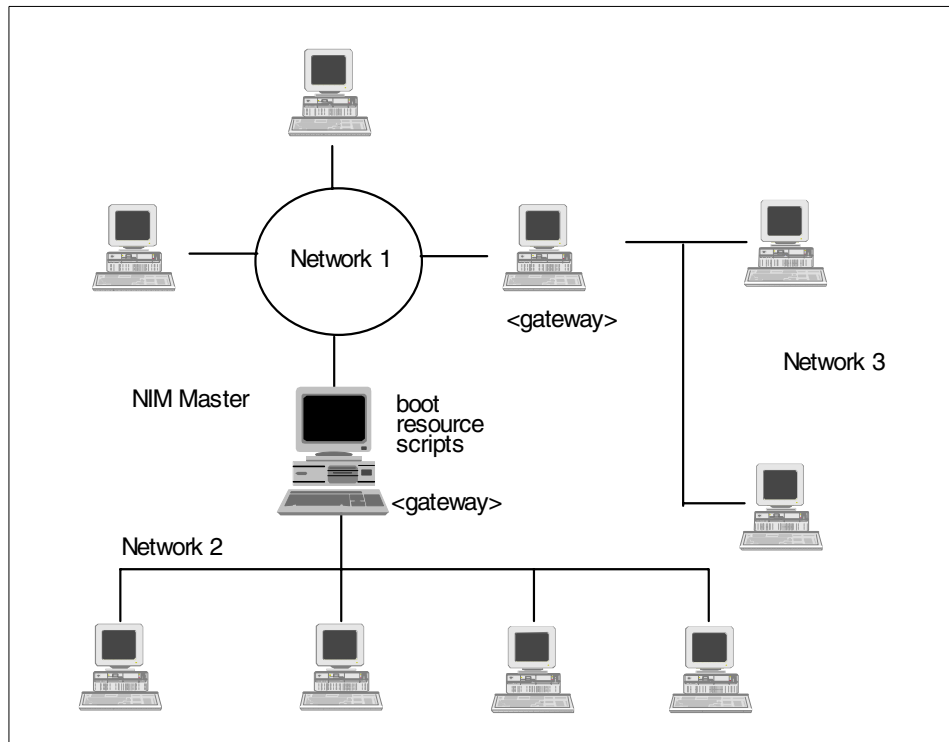 Network 1
<gateway>
Network 3
NIM Master
boot
resource
scripts
<gateway>
Network 2